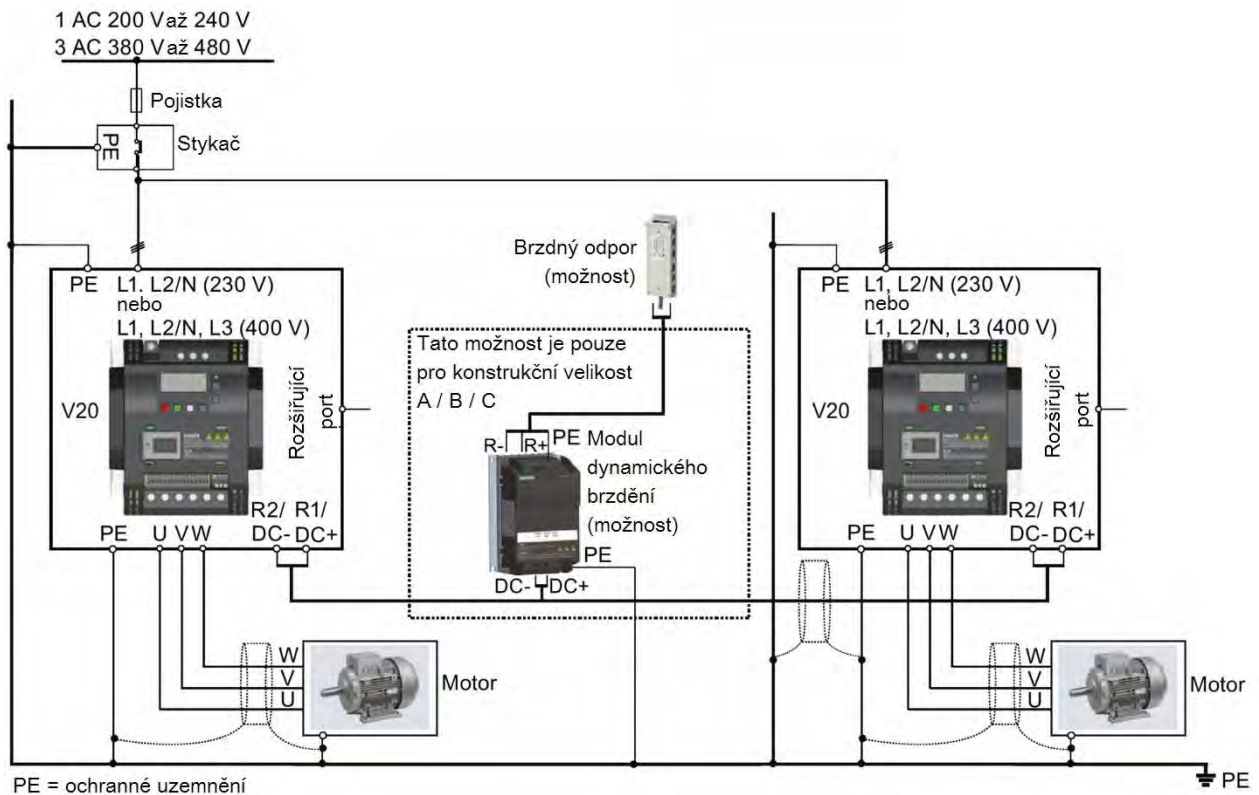 1 AC 200 V až 240 V
3 AC 380 V až 480 V
Pojistka
PE
Stykač
PE
L1, L2/N (230 V)
nebo
L1, L2/N, L3 (400 V)
V20
Rozšiřující
port
R2/ R1/
DC- DC+
PE
U V W
W
V
U
Motor
Brzdný odpor
(možnost)
Tato možnost je pouze
pro konstrukční velikost
A / B / C
R- R+ PE
Modul
dynamického
brzdění
(možnost)
PE
DC- DC+
PE
L1, L2/N (230 V)
nebo
L1, L2/N, L3 (400 V)
V20
Rozšiřující
port
R2/ R1/
DC- DC+
PE
U V W
W
V
U
Motor
PE = ochranné uzemnění
PE